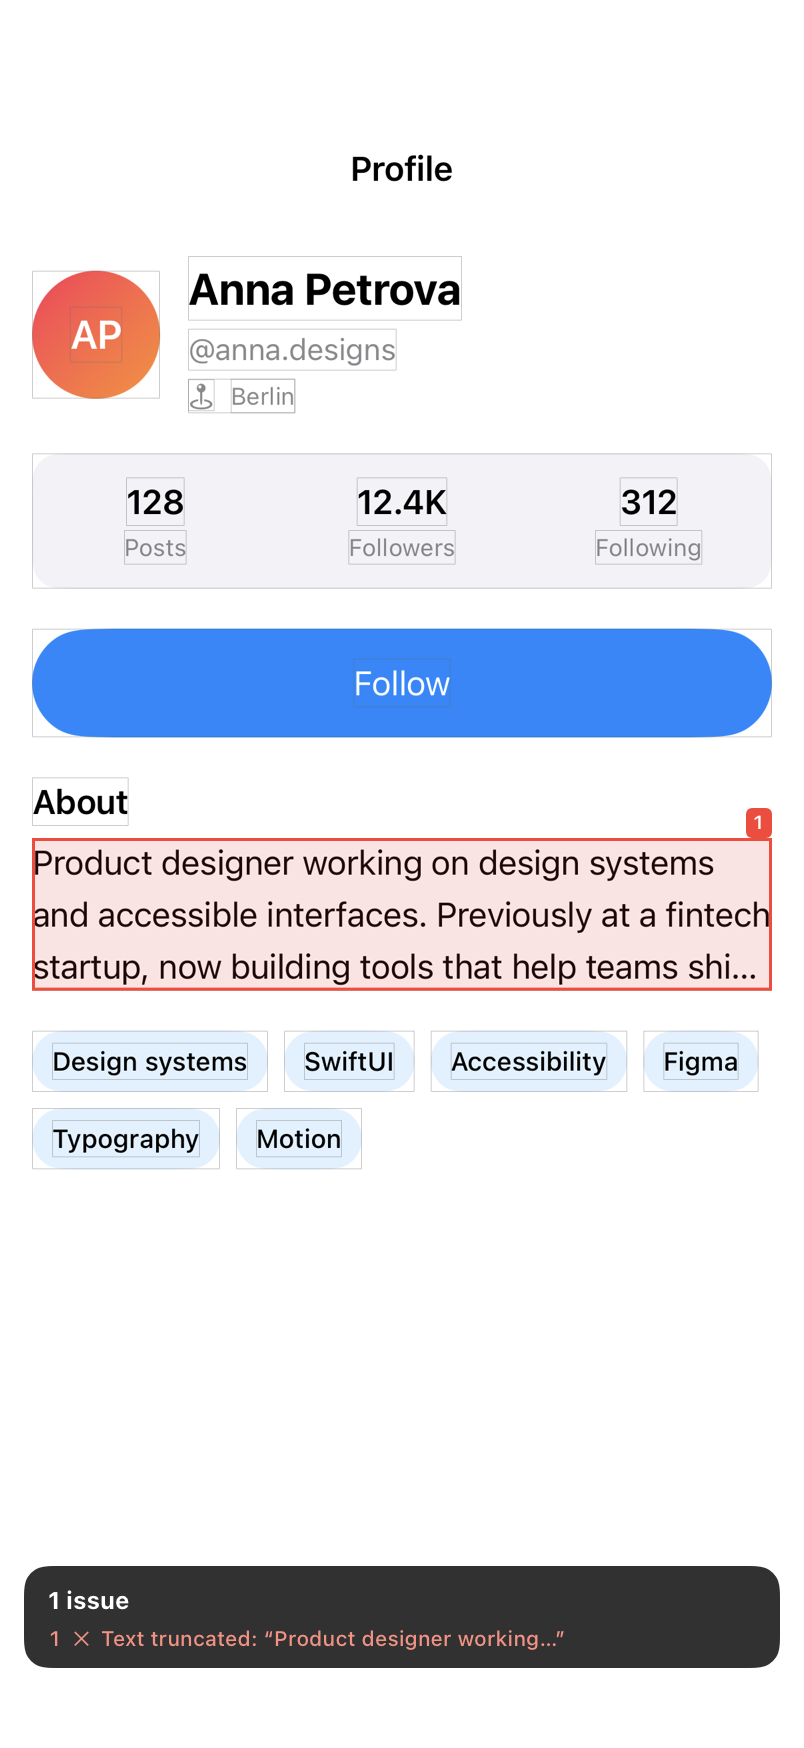 Profile
AP
Anna Petrova
@anna.designs
Berlin
128
Posts
12.4K
Followers
312
Following
Follow
About
1
Product designer working on design systems
and accessible interfaces. Previously at a fintech
startup, now building tools that help teams shi...
Design systems
SwiftUI
Accessibility
Figma
Typography
Motion
1 issue
1 × Text truncated: “Product designer working…”